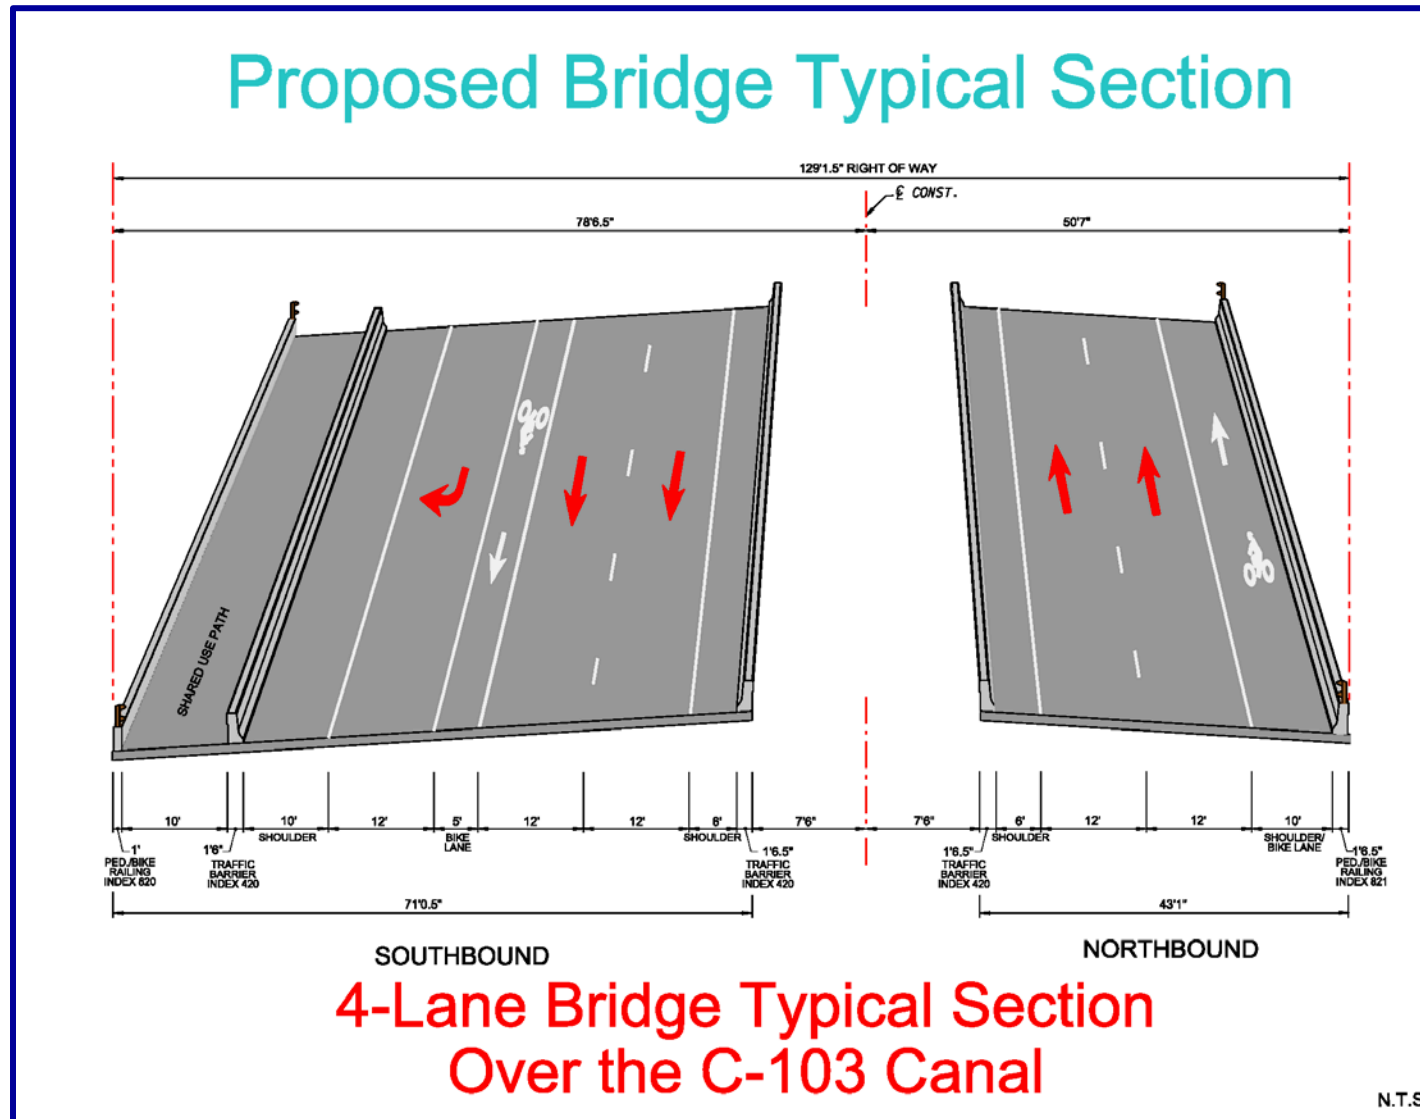 Proposed Bridge Typical Section
129'1.5" RIGHT OF WAY
℄ CONST.
78'6.5"
50'7"
SHARED USE PATH
10'
10'
12'
5'
12'
12'
6'
7'6"
7'6"
6'
12'
12'
10'
SHOULDER
BIKE
LANE
SHOULDER
SHOULDER
SHOULDER/
BIKE LANE
1'
PED./BIKE
RAILING
INDEX 820
1'6"
TRAFFIC
BARRIER
INDEX 420
1'6.5"
TRAFFIC
BARRIER
INDEX 420
1'6.5"
TRAFFIC
BARRIER
INDEX 420
1'6.5"
PED./BIKE
RAILING
INDEX 821
71'0.5"
43'1"
SOUTHBOUND
NORTHBOUND
4-Lane Bridge Typical Section
Over the C-103 Canal
N.T.S